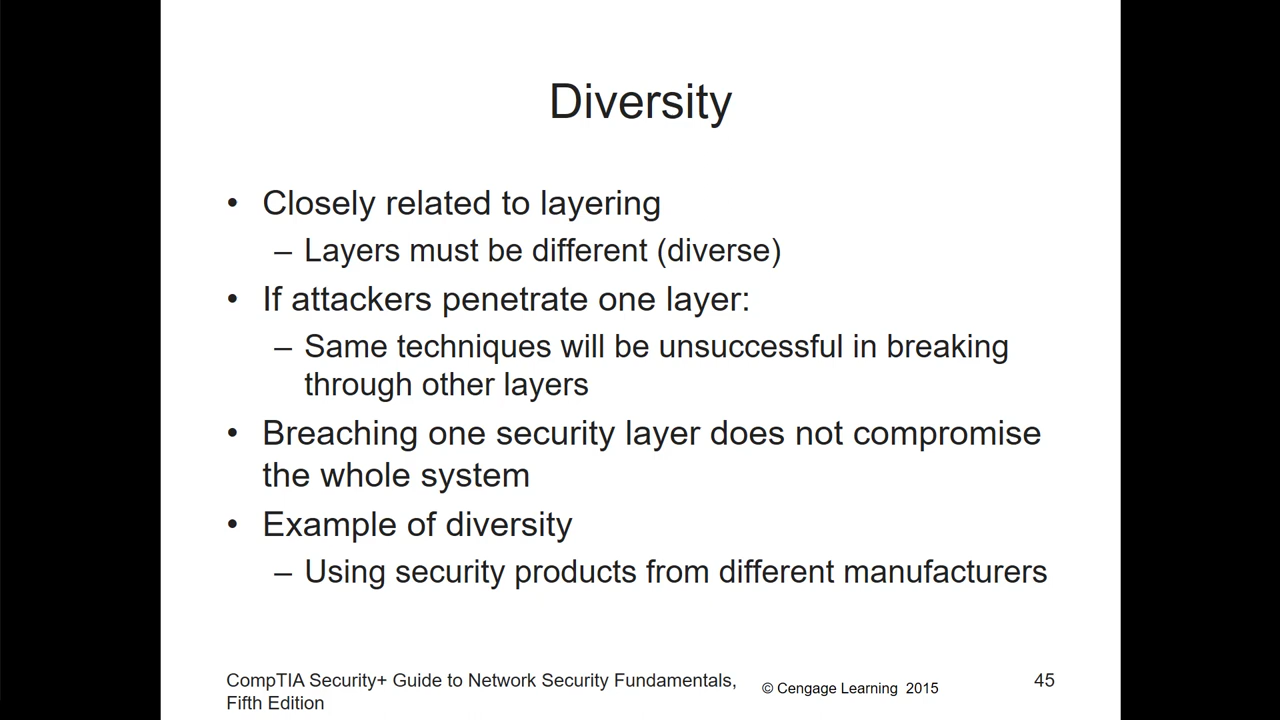 Diversity
• Closely related to layering
– Layers must be different (diverse)
• If attackers penetrate one layer:
– Same techniques will be unsuccessful in breaking
through other layers
• Breaching one security layer does not compromise
the whole system
• Example of diversity
– Using security products from different manufacturers
CompTIA Security+ Guide to Network Security Fundamentals,
Fifth Edition
© Cengage Learning 2015
45